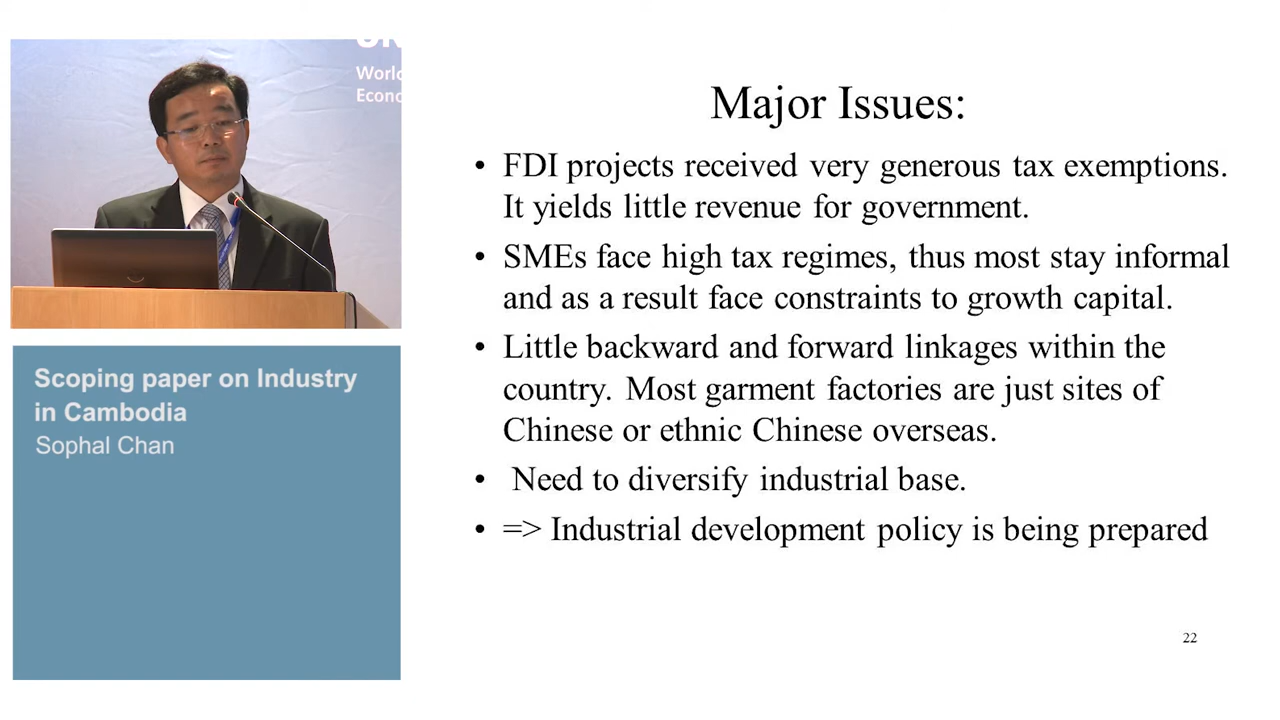 Worl
Econo
Scoping paper on Industry
in Cambodia
Sophal Chan
Major Issues:
• FDI projects received very generous tax exemptions.
It yields little revenue for government.
• SMEs face high tax regimes, thus most stay informal
and as a result face constraints to growth capital.
• Little backward and forward linkages within the
country. Most garment factories are just sites of
Chinese or ethnic Chinese overseas.
• Need to diversify industrial base.
• => Industrial development policy is being prepared
22